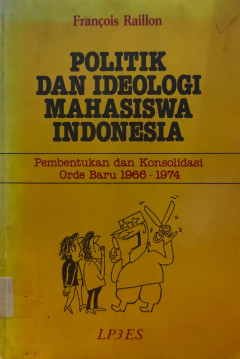 François Raillon
POLITIK
DAN IDEOLOGI
MAHASISWA
INDONESIA
Pembentukan dan Konsolidasi
Orde Baru 1966 - 1974
LP3ES